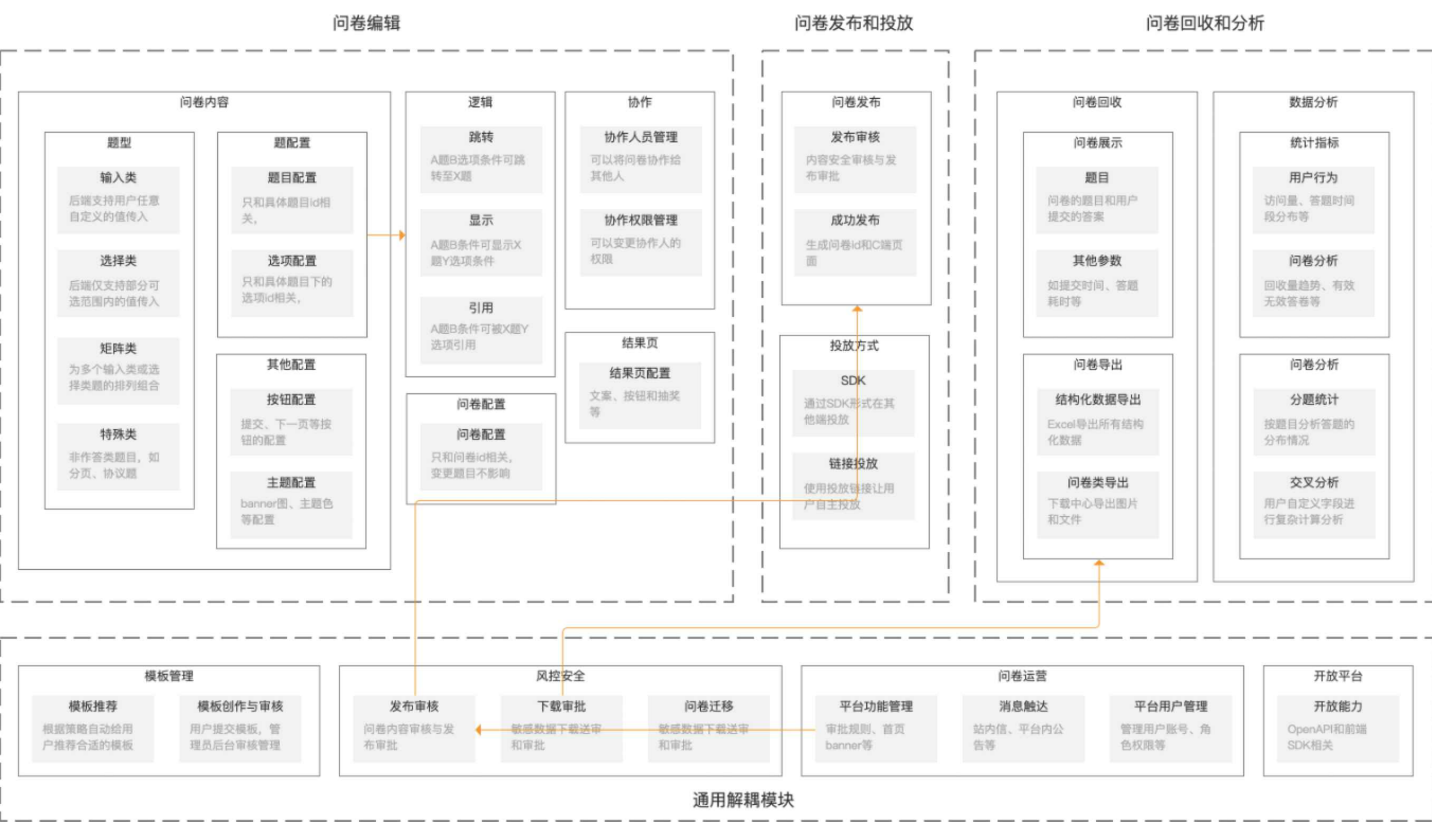 问卷编辑
问卷内容
题型
输入类
后端支持用户任意
自定义的值传入
选择类
后端仅支持部分可
选范围内的值传入
矩阵类
为多个输入类或选
择类题的排列组合
特殊类
非作答类题目，如
分页、协议题
题配置
题目配置
只和具体题目id相
关，
选项配置
只和具体题目下的
选项id相关，
其他配置
按钮配置
提交、下一页等按
钮的配置
主题配置
banner图、主题色
等配置
逻辑
跳转
A题B选项条件可跳
转至X题
显示
A题B条件可显示X
题Y选项条件
引用
A题B条件可被X题Y
选项引用
问卷配置
问卷配置
只和问卷id相关，
变更题目不影响
协作
协作人员管理
可以将问卷协作给
其他人
协作权限管理
可以变更协作人的
权限
结果页
结果页配置
文案、按钮和抽奖
等
问卷发布和投放
问卷发布
发布审核
内容安全审核与发
布审批
成功发布
生成问卷id和C端页
面
投放方式
SDK
通过SDK形式在其
他端投放
链接投放
使用投放链接让用
户自主投放
问卷回收和分析
问卷回收
问卷展示
题目
问卷的题目和用户
提交的答案
其他参数
如提交时间、答题
耗时等
问卷导出
结构化数据导出
Excel导出所有结构
化数据
问卷类导出
下载中心导出图片
和文件
数据分析
统计指标
用户行为
访问量、答题时间
段分布等
问卷分析
回收量趋势、有效
无效答卷等
问卷分析
分题统计
按题目分析答题的
分布情况
交叉分析
用户自定义字段进
行复杂计算分析
模板管理
模板推荐
根据策略自动给用
户推荐合适的模板
模板创作与审核
用户提交模板，管
理员后台审核管理
风控安全
发布审核
问卷内容审核与发
布审批
下载审批
敏感数据下载送审
和审批
问卷迁移
敏感数据下载送审
和审批
问卷运营
平台功能管理
审批规则、首页
banner等
消息触达
站内信、平台内公
告等
平台用户管理
管理用户账号、角
色权限等
开放平台
开放能力
OpenAPI和前端
SDK相关
通用解耦模块